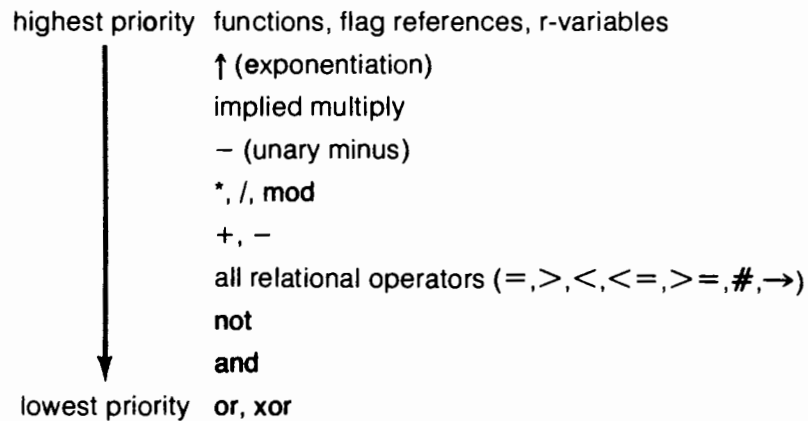 highest priority functions, flag references, r-variables
↑ (exponentiation)
implied multiply
− (unary minus)
*, /, mod
+, −
all relational operators (=,>,<,<=,>=,#,→)
not
and
lowest priority or, xor